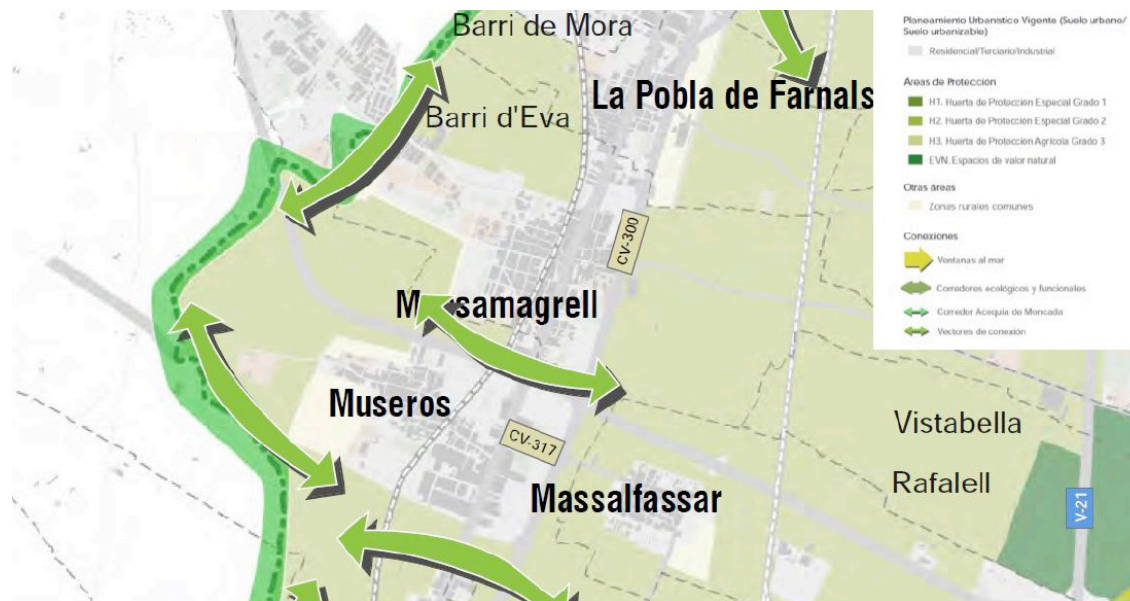 Barri de Mora
La Pobla de Farnals
Barri d'Eva
CV-300
Massamagrell
Museros
CV-317
Massalfassar
Vistabella
Rafalell
V-21
Planeamiento Urbanístico Vigente (Suelo urbano/
Suelo urbanizable)
Residencial/Terciario/Industrial
Áreas de Protección
H1. Huerta de Protección Especial Grado 1
H2. Huerta de Protección Especial Grado 2
H3. Huerta de Protección Agrícola Grado 3
EVN. Espacios de valor natural
Otras áreas
Zonas rurales comunes
Conexiones
Ventanas al mar
Corredores ecológicos y funcionales
Corredor Acequia de Moncada
Vectores de conexión